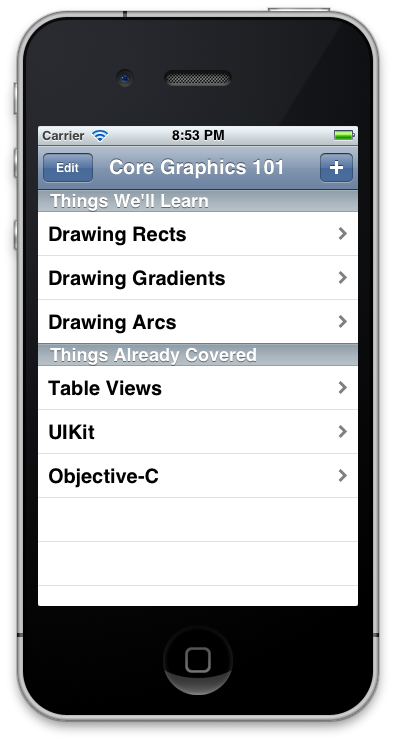 Carrier 8:53 PM
Edit Core Graphics 101 +
Things We'll Learn
Drawing Rects
Drawing Gradients
Drawing Arcs
Things Already Covered
Table Views
UIKit
Objective-C